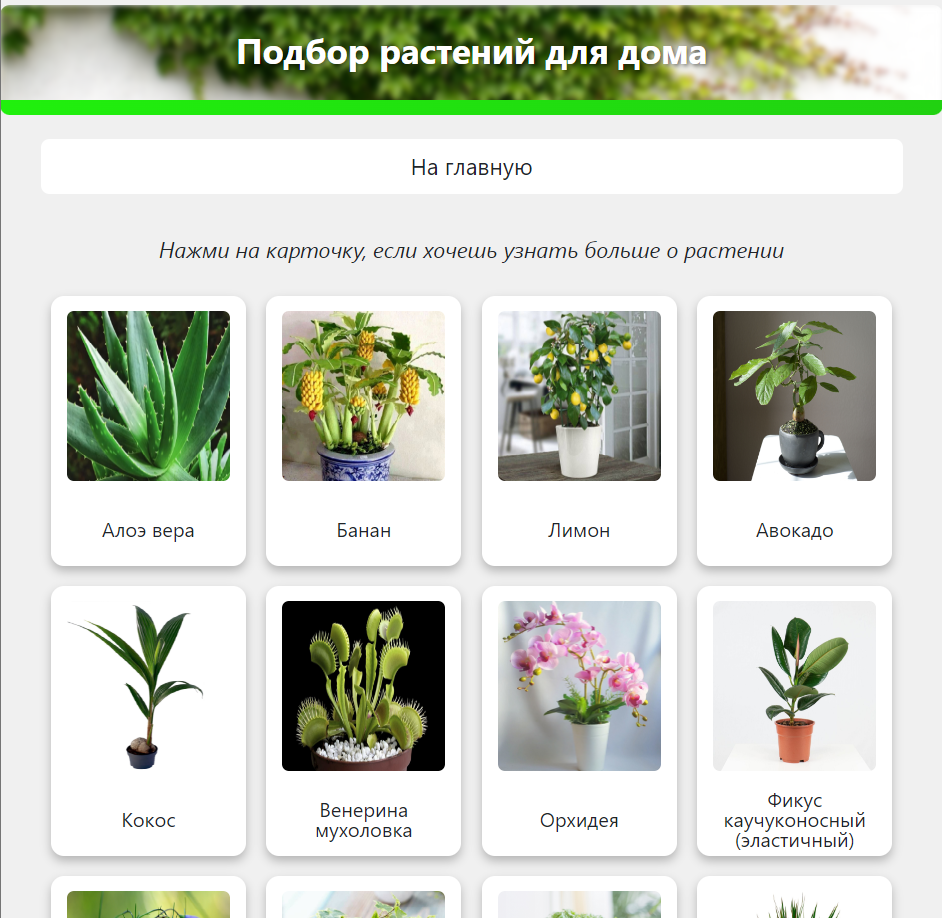 Подбор растений для дома
На главную
Нажми на карточку, если хочешь узнать больше о растении
Алоэ вера
Банан
Лимон
Авокадо
Кокос
Венерина
мухоловка
Орхидея
Фикус
каучуконосный
(эластичный)